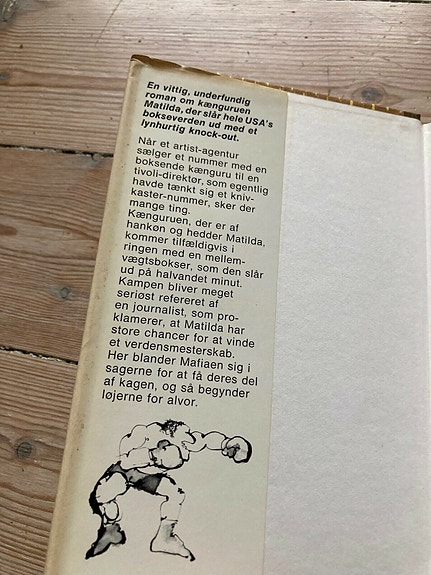 En vittig, underfundig
roman om kænguruen
Matilda, der slår hele USA's
bokseverden ud med et
lynhurtig knock-out.
Når et artist-agentur
sælger et nummer med en
boksende kænguru til en
tivoli-direktør, som egentlig
havde tænkt sig et kniv-
kaster-nummer, sker der
mange ting.
Kænguruen, der er af
hankøn og hedder Matilda,
kommer tilfældigvis i
ringen med en mellem-
vægtsbokser, som den slår
ud på halvandet minut.
Kampen bliver meget
seriøst refereret af
en journalist, som pro-
klamerer, at Matilda har
store chancer for at vinde
et verdensmesterskab.
Her blander Mafiaen sig i
sagerne for at få deres del
af kagen, og så begynder
løjerne for alvor.